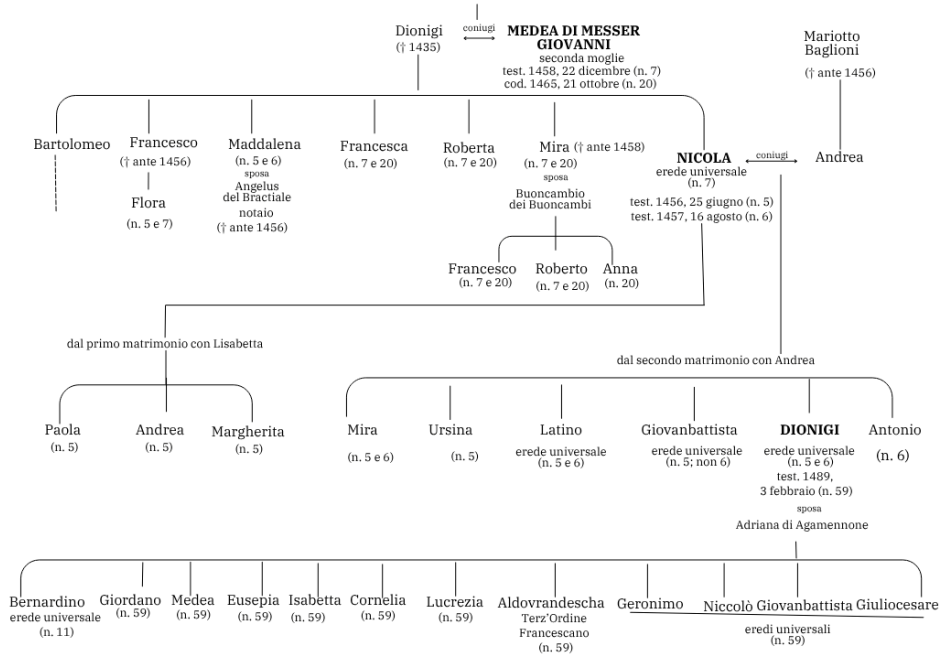 Dionigi
(† 1435)
coniugi
MEDEA DI MESSER
GIOVANNI
seconda moglie
test. 1458, 22 dicembre (n. 7)
cod. 1465, 21 ottobre (n. 20)
Mariotto
Baglioni
(† ante 1456)
Bartolomeo
Francesco
(† ante 1456)
Flora
(n. 5 e 7)
Maddalena
(n. 5 e 6)
sposa
Angelus
del Bractiale
notaio
(† ante 1456)
Francesca
(n. 7 e 20)
Roberta
(n. 7 e 20)
Mira († ante 1458)
(n. 7 e 20)
sposa
Buoncambio
dei Buoncambi
NICOLA
erede universale
(n. 7)
test. 1456, 25 giugno (n. 5)
test. 1457, 16 agosto (n. 6)
coniugi
Andrea
Francesco
(n. 7 e 20)
Roberto
(n. 7 e 20)
Anna
(n. 20)
dal primo matrimonio con Lisabetta
dal secondo matrimonio con Andrea
Paola
(n. 5)
Andrea
(n. 5)
Margherita
(n. 5)
Mira
(n. 5 e 6)
Ursina
(n. 5)
Latino
erede universale
(n. 5 e 6)
Giovanbattista
erede universale
(n. 5; non 6)
DIONIGI
erede universale
(n. 5 e 6)
test. 1489,
3 febbraio (n. 59)
sposa
Adriana di Agamennone
Antonio
(n. 6)
Bernardino
erede universale
(n. 11)
Giordano
(n. 59)
Medea
(n. 59)
Eusepia
(n. 59)
Isabetta
(n. 59)
Cornelia
(n. 59)
Lucrezia
(n. 59)
Aldovrandescha
Terz'Ordine
Francescano
(n. 59)
Geronimo
Niccolò
Giovanbattista
Giuliocesare
eredi universali
(n. 59)